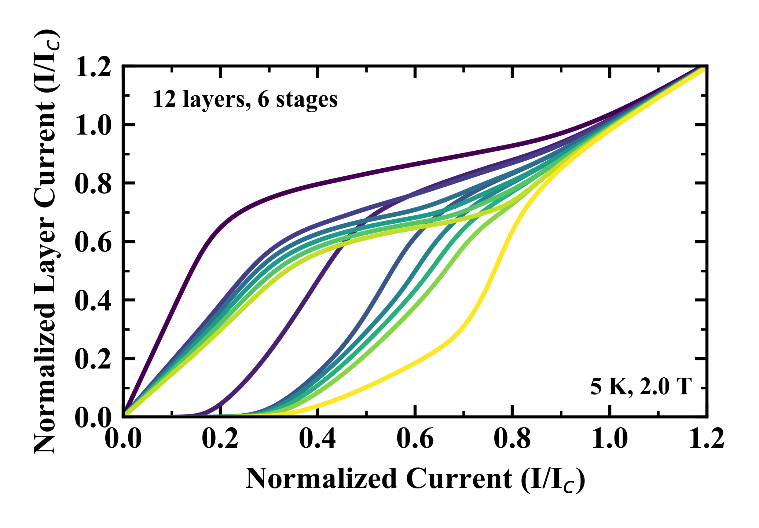 Normalized Layer Current (I/I_C)
1.2
1.0
0.8
0.6
0.4
0.2
0.0
12 layers, 6 stages
5 K, 2.0 T
0.0 0.2 0.4 0.6 0.8 1.0 1.2
Normalized Current (I/I_C)